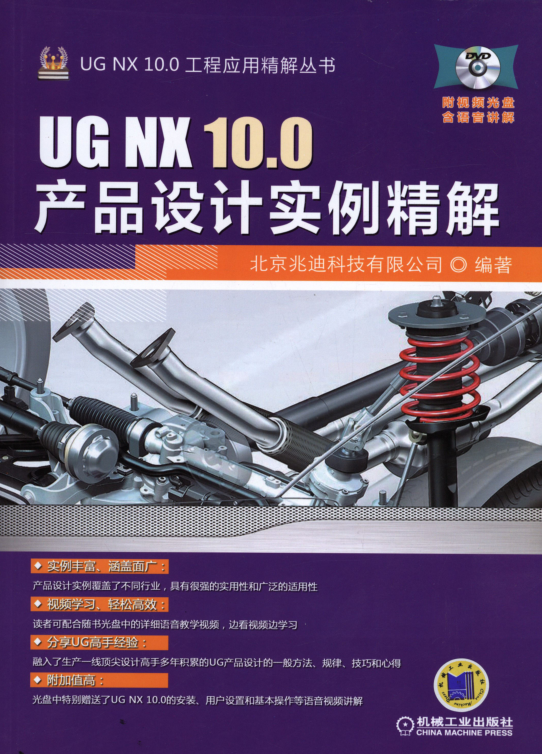 UG NX 10.0 工程应用精解丛书
DVD
附视频光盘
含语音讲解
UG NX 10.0
产品设计实例精解
北京兆迪科技有限公司 ◎ 编著
◆ 实例丰富、涵盖面广：
产品设计实例覆盖了不同行业，具有很强的实用性和广泛的适用性
◆ 视频学习、轻松高效：
读者可配合随书光盘中的详细语音教学视频，边看视频边学习
◆ 分享UG高手经验：
融入了生产一线顶尖设计高手多年积累的UG产品设计的一般方法、规律、技巧和心得
◆ 附加值高：
光盘中特别赠送了UG NX 10.0的安装、用户设置和基本操作等语音视频讲解
机械工业出版社
CHINA MACHINE PRESS